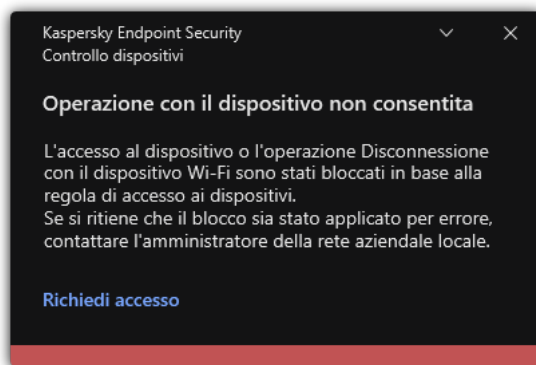 Kaspersky Endpoint Security
Controllo dispositivi
Operazione con il dispositivo non consentita
L'accesso al dispositivo o l'operazione Disconnessione
con il dispositivo Wi-Fi sono stati bloccati in base alla
regola di accesso ai dispositivi.
Se si ritiene che il blocco sia stato applicato per errore,
contattare l'amministratore della rete aziendale locale.
Richiedi accesso